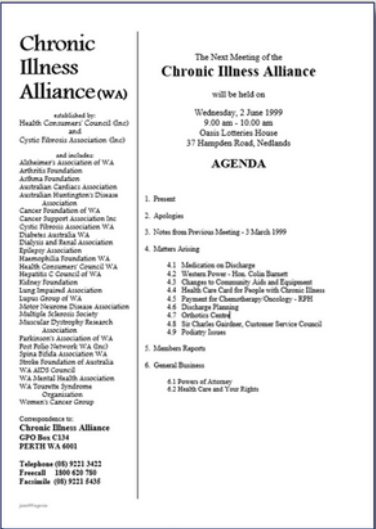 Chronic
Illness
Alliance (WA)
established by:
Health Consumers' Council (Inc)
and
Cystic Fibrosis Association (Inc)
and includes:
Alzheimer's Association of WA
Arthritis Foundation
Asthma Foundation
Australian Cardiacs Association
Australian Huntington's Disease
Association
Cancer Foundation of WA
Cancer Support Association Inc
Cystic Fibrosis Association WA
Diabetes Australia WA
Dialysis and Renal Association
Epilepsy Association
Haemophilia Foundation WA
Health Consumers' Council WA
Hepatitis C Council of WA
Kidney Foundation
Lung Impaired Association
Lupus Group of WA
Motor Neurone Disease Association
Multiple Sclerosis Society
Muscular Dystrophy Research
Association
Parkinson's Association of WA
Post Polio Network WA (Inc)
Spina Bifida Association WA
Stroke Foundation of Australia
WA AIDS Council
WA Mental Health Association
WA Tourette Syndrome
Organisation
Women's Cancer Group
Correspondence to:
Chronic Illness Alliance
GPO Box C134
PERTH WA 6001
Telephone (08) 9221 3422
Freecall 1800 620 780
Facsimile (08) 9221 5435
The Next Meeting of the
Chronic Illness Alliance
will be held on
Wednesday, 2 June 1999
9.00 am - 10.00 am
Oasis Lotteries House
37 Hampden Road, Nedlands
AGENDA
1. Present
2. Apologies
3. Notes from Previous Meeting - 3 March 1999
4. Matters Arising
4.1 Medication on Discharge
4.2 Western Power - Hon. Colin Barnett
4.3 Changes to Community Aids and Equipment
4.4 Health Care Card for People with Chronic Illness
4.5 Payment for Chemotherapy/Oncology - RPH
4.6 Discharge Planning
4.7 Orthotics Centre
4.8 Sir Charles Gairdner, Customer Service Council
4.9 Podiatry Issues
5. Members Reports
6. General Business
6.1 Powers of Attorney
6.2 Health Care and Your Rights